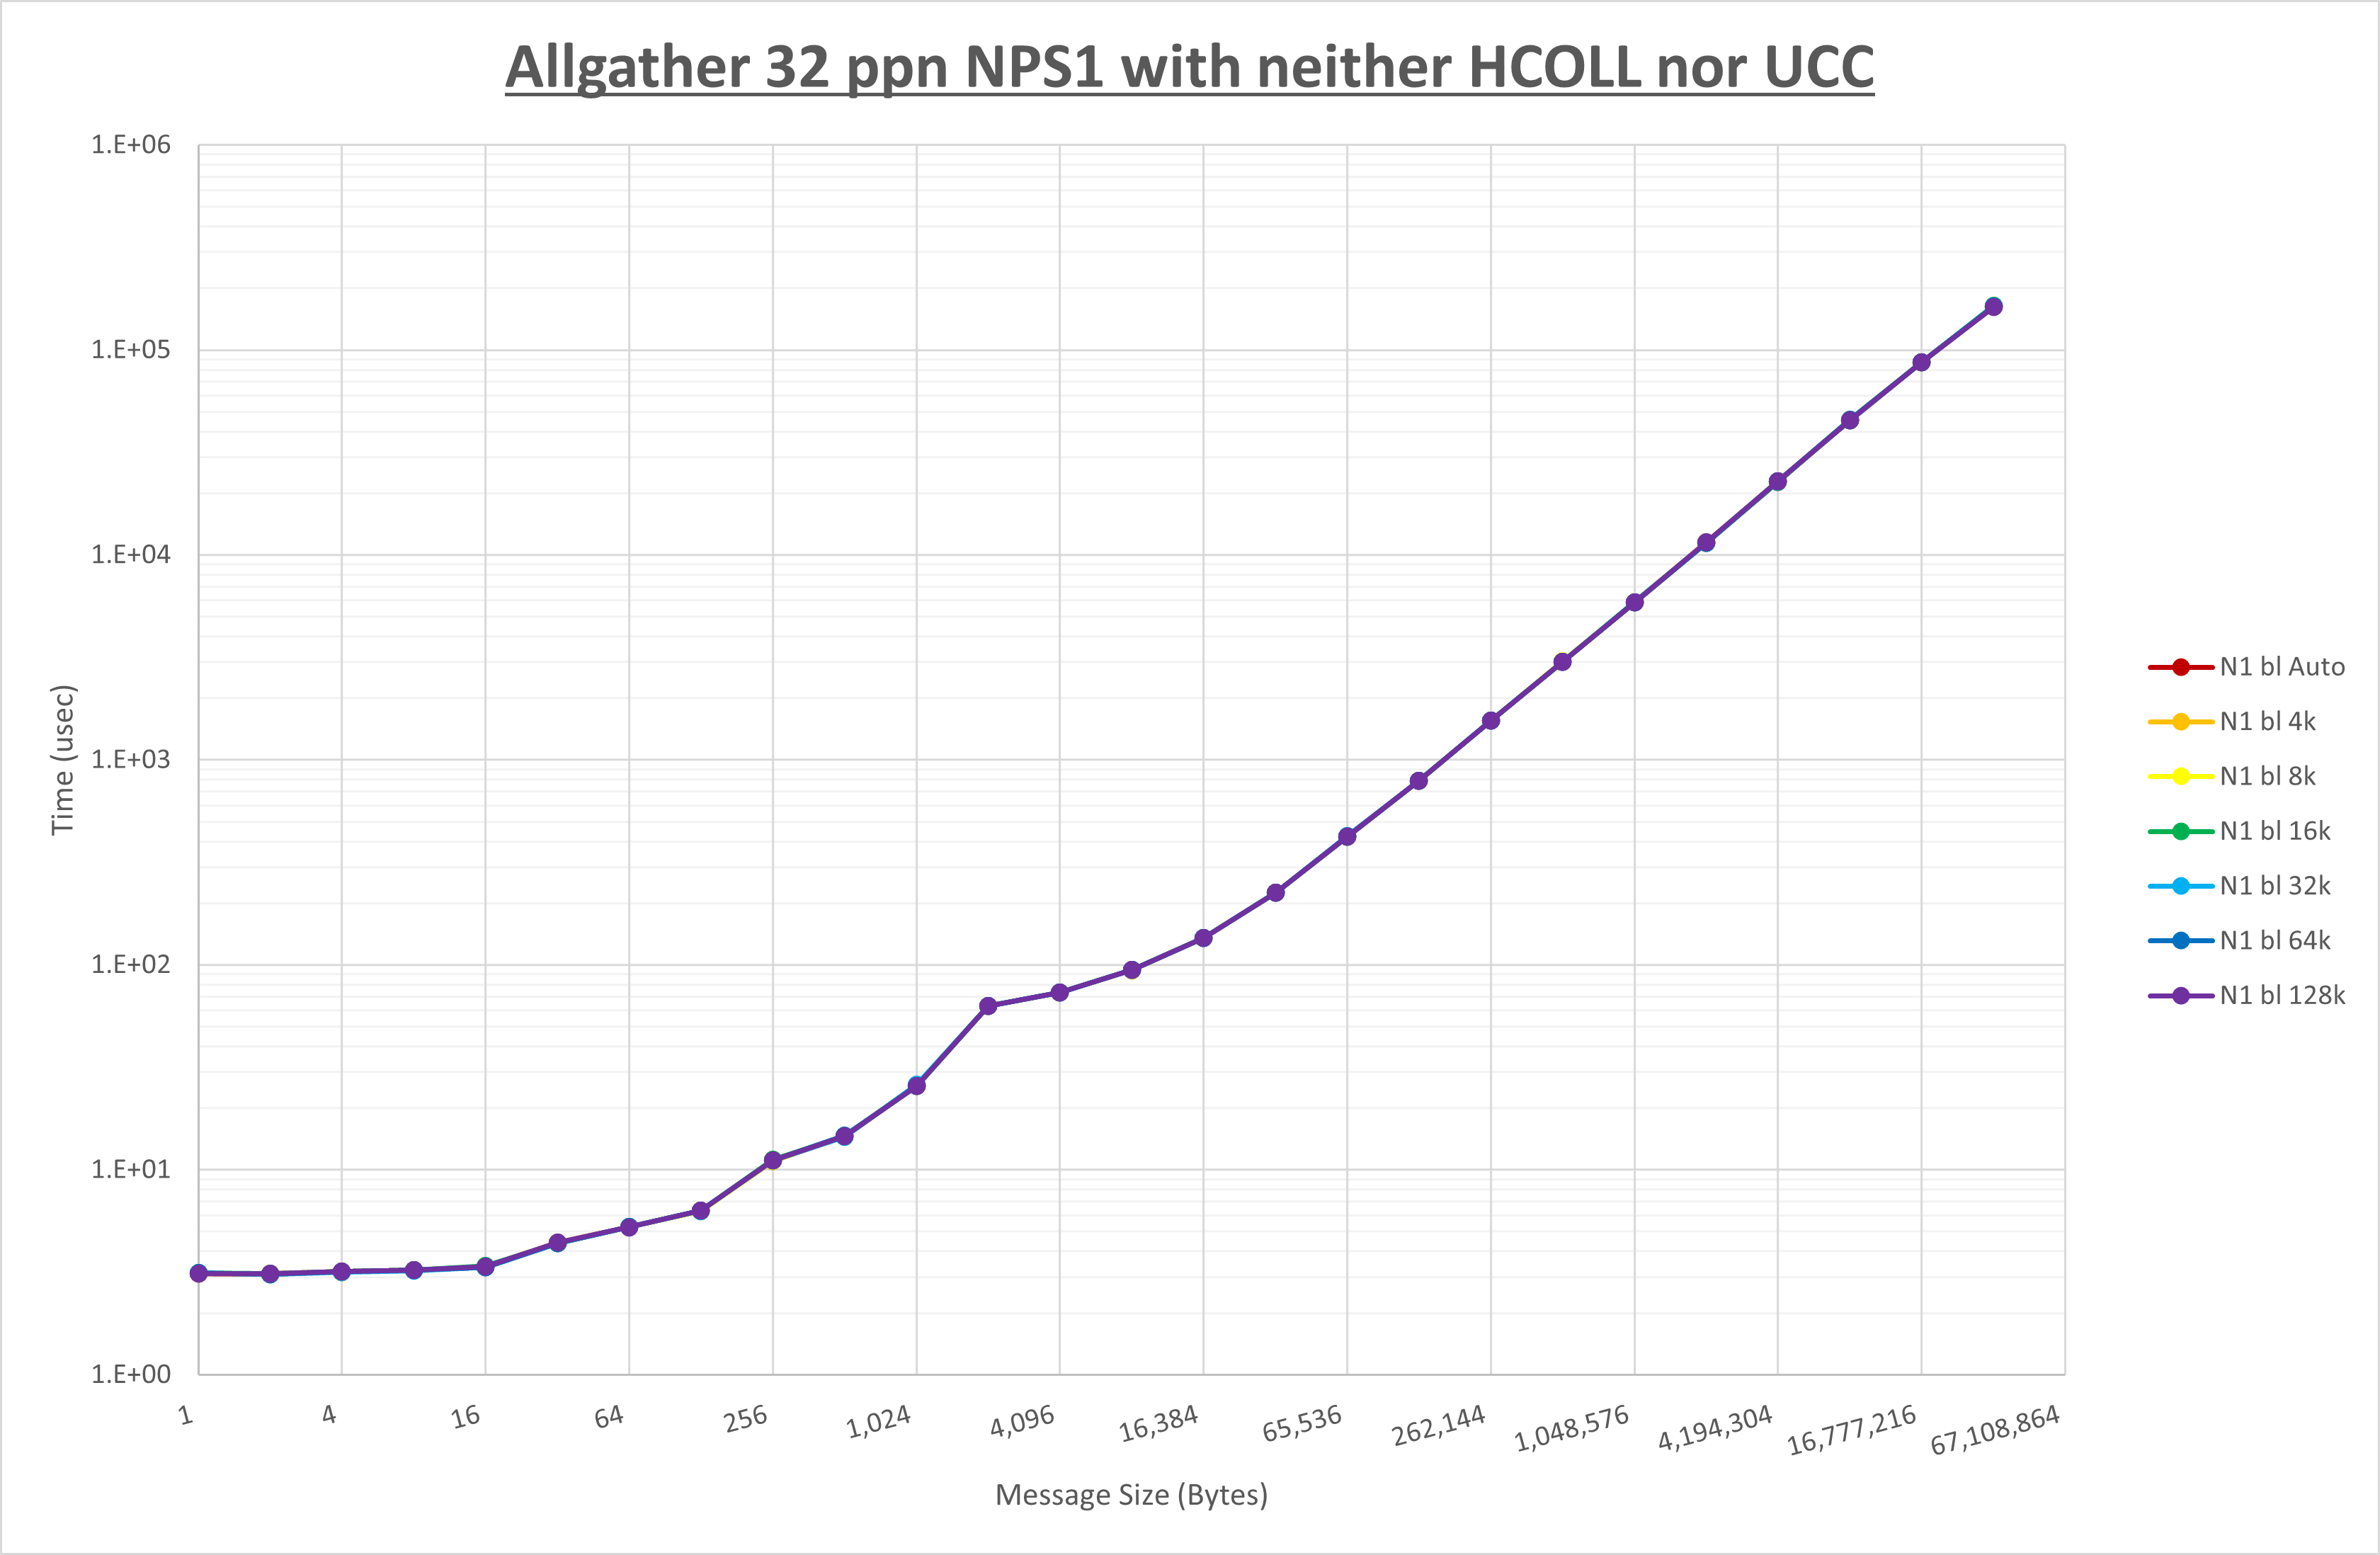 Allgather 32 ppn NPS1 with neither HCOLL nor UCC
1.E+06
1.E+05
1.E+04
1.E+03
1.E+02
1.E+01
1.E+00
Time (usec)
1
4
16
64
256
1,024
4,096
16,384
65,536
262,144
1,048,576
4,194,304
16,777,216
67,108,864
Message Size (Bytes)
N1 bl Auto
N1 bl 4k
N1 bl 8k
N1 bl 16k
N1 bl 32k
N1 bl 64k
N1 bl 128k